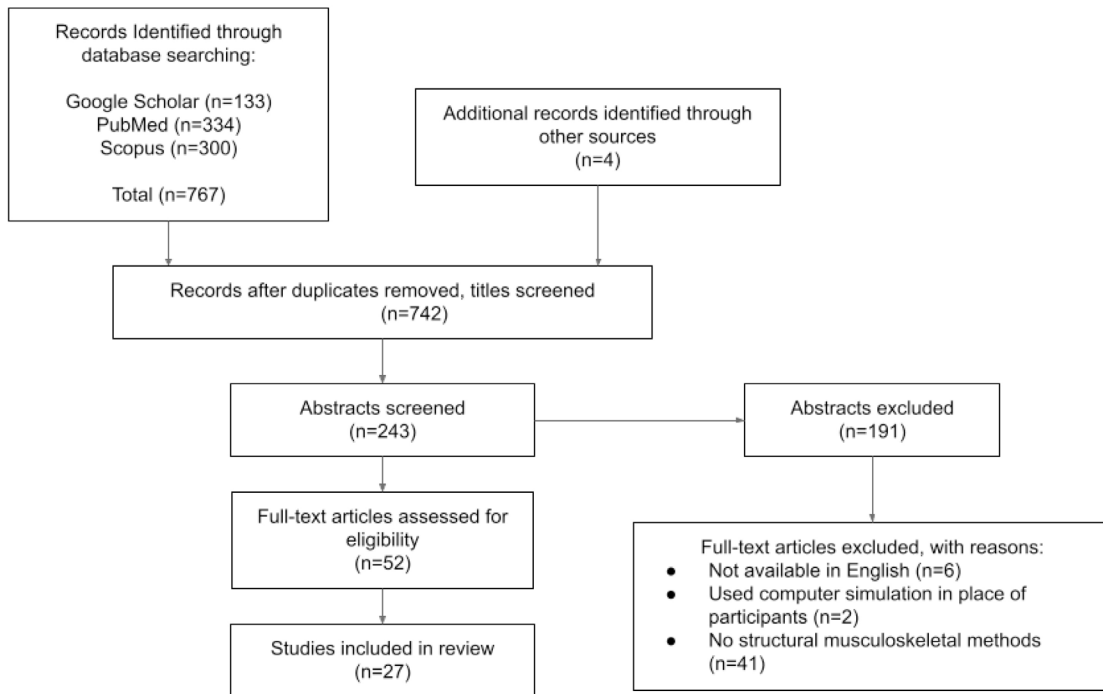 Records Identified through
database searching:
Google Scholar (n=133)
PubMed (n=334)
Scopus (n=300)
Total (n=767)
Additional records identified through
other sources
(n=4)
Records after duplicates removed, titles screened
(n=742)
Abstracts screened
(n=243)
Abstracts excluded
(n=191)
Full-text articles assessed for
eligibility
(n=52)
Full-text articles excluded, with reasons:
● Not available in English (n=6)
● Used computer simulation in place of
participants (n=2)
● No structural musculoskeletal methods
(n=41)
Studies included in review
(n=27)